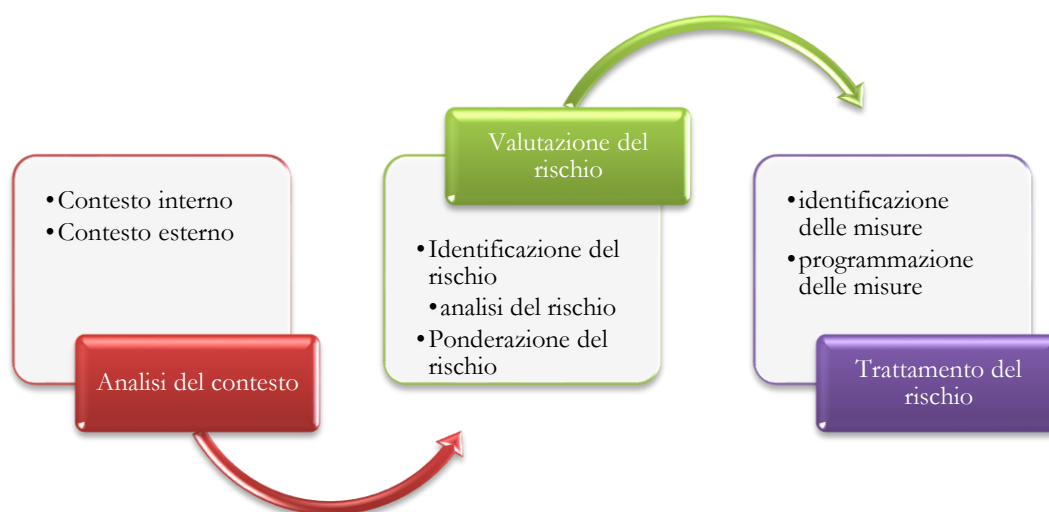 •Contesto interno
•Contesto esterno
Analisi del contesto
Valutazione del
rischio
•Identificazione del
rischio
•analisi del rischio
•Ponderazione del
rischio
•identificazione
delle misure
•programmazione
delle misure
Trattamento del
rischio